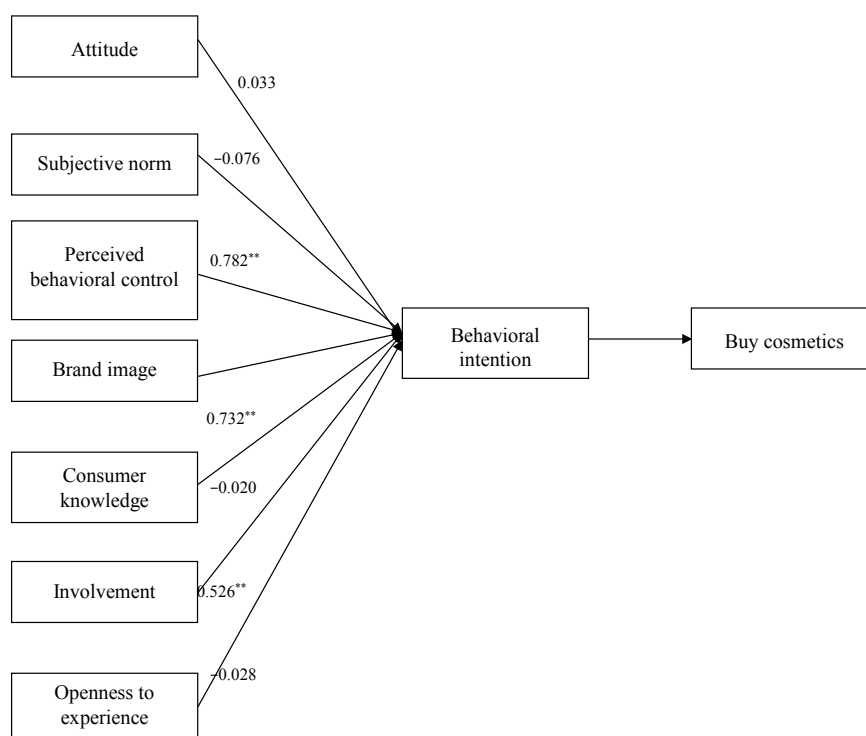 Attitude
0.033
Subjective norm
−0.076
Perceived
behavioral control
0.782**
Behavioral
intention
Buy cosmetics
Brand image
0.732**
Consumer
knowledge
−0.020
Involvement
0.526**
−0.028
Openness to
experience